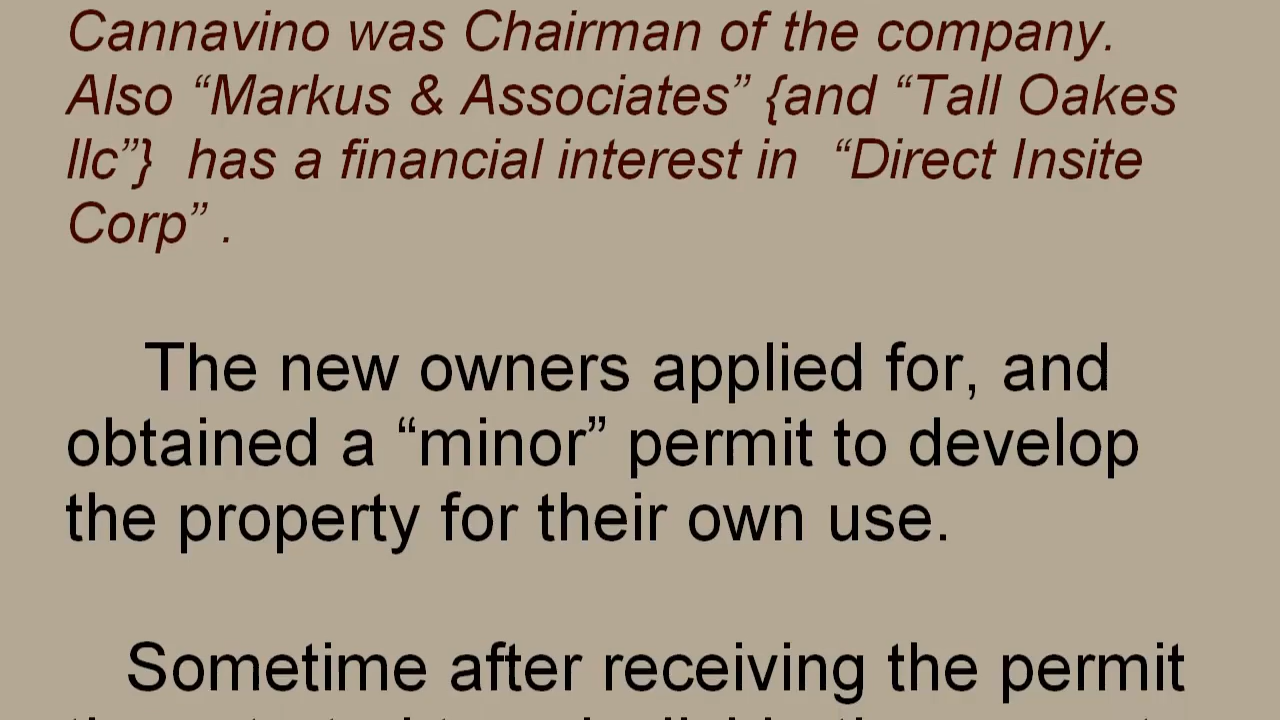 Cannavino was Chairman of the company.
Also “Markus & Associates” {and “Tall Oakes
llc”}  has a financial interest in  “Direct Insite
Corp” .
The new owners applied for, and
obtained a “minor” permit to develop
the property for their own use.
Sometime after receiving the permit